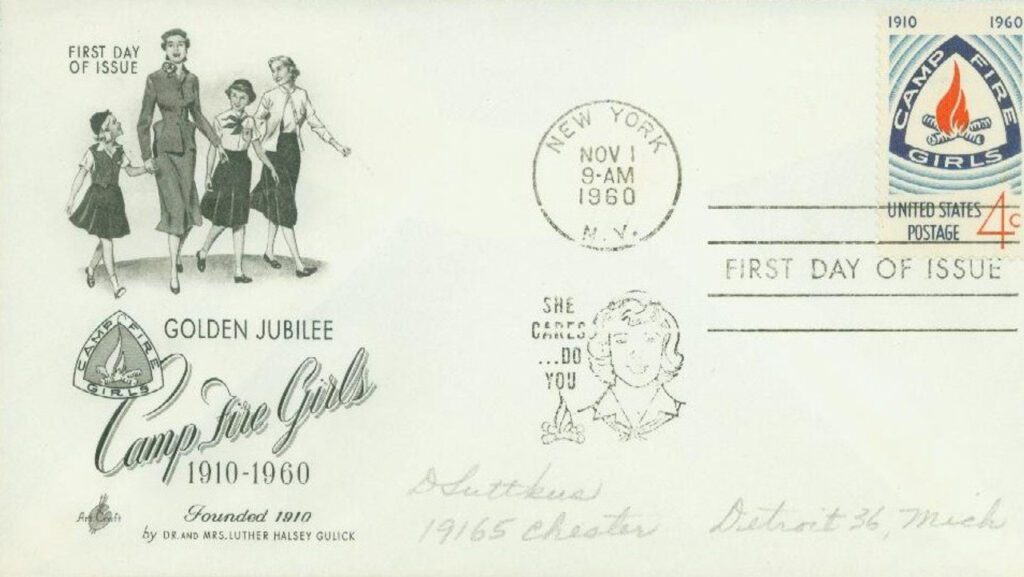 FIRST DAY
OF ISSUE
CAMP FIRE
GIRLS
GOLDEN JUBILEE
Camp Fire Girls
1910-1960
Art Craft
Founded 1910
by DR. AND MRS. LUTHER HALSEY GULICK
NEW YORK
NOV 1
9-AM
1960
N.Y.
SHE
CARES
...DO
YOU
1910 1960
CAMP FIRE
GIRLS
UNITED STATES
POSTAGE
4c
FIRST DAY OF ISSUE
D Suttkus
19165 Chester Detroit 36, Mich